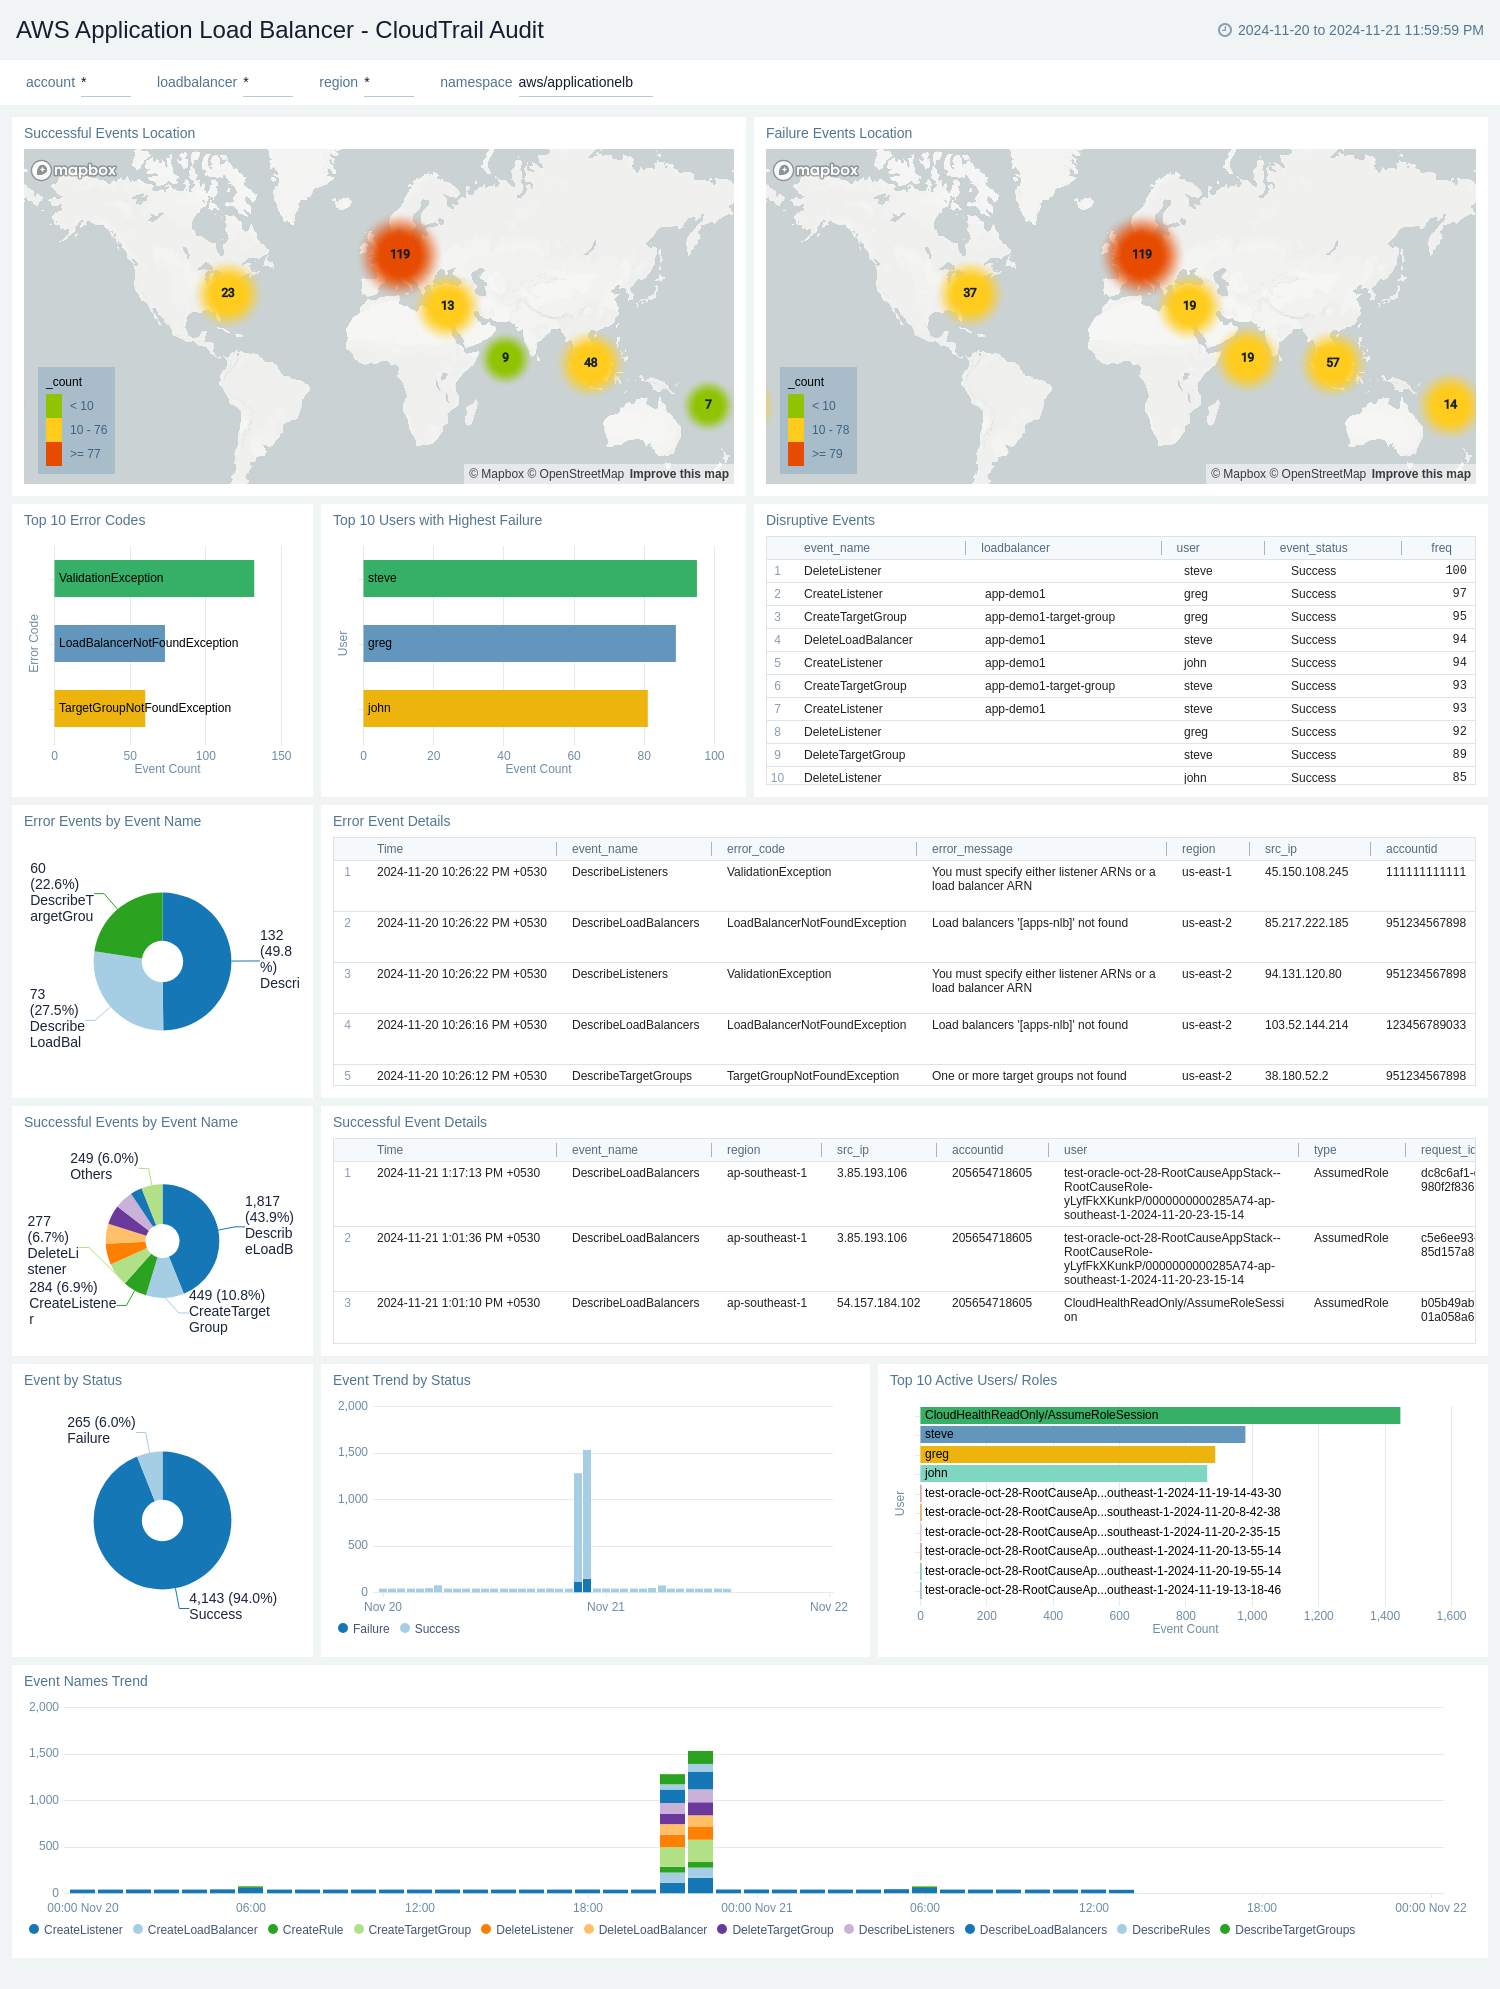 AWS Application Load Balancer - CloudTrail Audit
2024-11-20 to 2024-11-21 11:59:59 PM
account * loadbalancer * region * namespace aws/applicationelb
Successful Events Location
mapbox
119
23
13
9
48
7
_count
< 10
10 - 76
>= 77
© Mapbox © OpenStreetMap Improve this map
Failure Events Location
mapbox
119
37
19
19
57
14
_count
< 10
10 - 78
>= 79
© Mapbox © OpenStreetMap Improve this map
Top 10 Error Codes
Error Code
ValidationException
LoadBalancerNotFoundException
TargetGroupNotFoundException
0 50 100 150
Event Count
Top 10 Users with Highest Failure
User
steve
greg
john
0 20 40 60 80 100
Event Count
Disruptive Events
event_name loadbalancer user event_status freq
1 DeleteListener steve Success 100
2 CreateListener app-demo1 greg Success 97
3 CreateTargetGroup app-demo1-target-group greg Success 95
4 DeleteLoadBalancer app-demo1 steve Success 94
5 CreateListener app-demo1 john Success 94
6 CreateTargetGroup app-demo1-target-group steve Success 93
7 CreateListener app-demo1 steve Success 93
8 DeleteListener greg Success 92
9 DeleteTargetGroup steve Success 89
10 DeleteListener john Success 85
Error Events by Event Name
60
(22.6%)
DescribeT
argetGrou
132
(49.8
%)
Descri
73
(27.5%)
Describe
LoadBal
Error Event Details
Time event_name error_code error_message region src_ip accountid
1 2024-11-20 10:26:22 PM +0530 DescribeListeners ValidationException You must specify either listener ARNs or a us-east-1 45.150.108.245 111111111111
load balancer ARN
2 2024-11-20 10:26:22 PM +0530 DescribeLoadBalancers LoadBalancerNotFoundException Load balancers '[apps-nlb]' not found us-east-2 85.217.222.185 951234567898
3 2024-11-20 10:26:22 PM +0530 DescribeListeners ValidationException You must specify either listener ARNs or a us-east-2 94.131.120.80 951234567898
load balancer ARN
4 2024-11-20 10:26:16 PM +0530 DescribeLoadBalancers LoadBalancerNotFoundException Load balancers '[apps-nlb]' not found us-east-2 103.52.144.214 123456789033
5 2024-11-20 10:26:12 PM +0530 DescribeTargetGroups TargetGroupNotFoundException One or more target groups not found us-east-2 38.180.52.2 951234567898
Successful Events by Event Name
249 (6.0%)
Others
1,817
(43.9%)
Describ
eLoadB
277
(6.7%)
DeleteLi
stener
284 (6.9%)
CreateListene
r
449 (10.8%)
CreateTarget
Group
Successful Event Details
Time event_name region src_ip accountid user type request_id
1 2024-11-21 1:17:13 PM +0530 DescribeLoadBalancers ap-southeast-1 3.85.193.106 205654718605 test-oracle-oct-28-RootCauseAppStack-- AssumedRole dc8c6af1-
RootCauseRole- 980f2f836
yLyfFkXKunkP/0000000000285A74-ap-
southeast-1-2024-11-20-23-15-14
2 2024-11-21 1:01:36 PM +0530 DescribeLoadBalancers ap-southeast-1 3.85.193.106 205654718605 test-oracle-oct-28-RootCauseAppStack-- AssumedRole c5e6ee93-
RootCauseRole- 85d157a8
yLyfFkXKunkP/0000000000285A74-ap-
southeast-1-2024-11-20-23-15-14
3 2024-11-21 1:01:10 PM +0530 DescribeLoadBalancers ap-southeast-1 54.157.184.102 205654718605 CloudHealthReadOnly/AssumeRoleSessi AssumedRole b05b49ab
on 01a058a6
Event by Status
265 (6.0%)
Failure
4,143 (94.0%)
Success
Event Trend by Status
2,000
1,500
1,000
500
0
Nov 20 Nov 21 Nov 22
Failure Success
Top 10 Active Users/ Roles
User
CloudHealthReadOnly/AssumeRoleSession
steve
greg
john
test-oracle-oct-28-RootCauseAp...outheast-1-2024-11-19-14-43-30
test-oracle-oct-28-RootCauseAp...southeast-1-2024-11-20-8-42-38
test-oracle-oct-28-RootCauseAp...southeast-1-2024-11-20-2-35-15
test-oracle-oct-28-RootCauseAp...outheast-1-2024-11-20-13-55-14
test-oracle-oct-28-RootCauseAp...outheast-1-2024-11-20-19-55-14
test-oracle-oct-28-RootCauseAp...outheast-1-2024-11-19-13-18-46
0 200 400 600 800 1,000 1,200 1,400 1,600
Event Count
Event Names Trend
2,000
1,500
1,000
500
0
00:00 Nov 20 06:00 12:00 18:00 00:00 Nov 21 06:00 12:00 18:00 00:00 Nov 22
CreateListener CreateLoadBalancer CreateRule CreateTargetGroup DeleteListener DeleteLoadBalancer DeleteTargetGroup DescribeListeners DescribeLoadBalancers DescribeRules DescribeTargetGroups